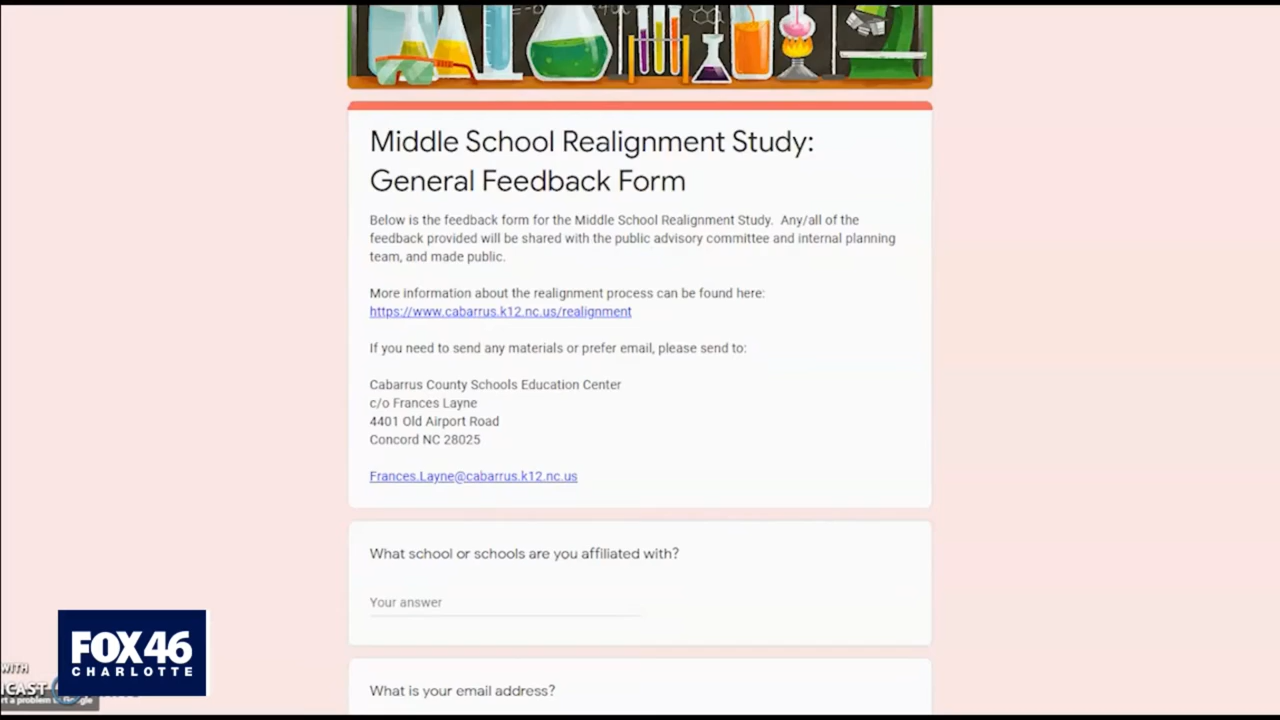 Middle School Realignment Study:
General Feedback Form
Below is the feedback form for the Middle School Realignment Study. Any/all of the
feedback provided will be shared with the public advisory committee and internal planning
team, and made public.
More information about the realignment process can be found here:
https://www.cabarrus.k12.nc.us/realignment
If you need to send any materials or prefer email, please send to:
Cabarrus County Schools Education Center
c/o Frances Layne
4401 Old Airport Road
Concord NC 28025
Frances.Layne@cabarrus.k12.nc.us
What school or schools are you affiliated with?
Your answer
What is your email address?
FOX 46
CHARLOTTE
WITH